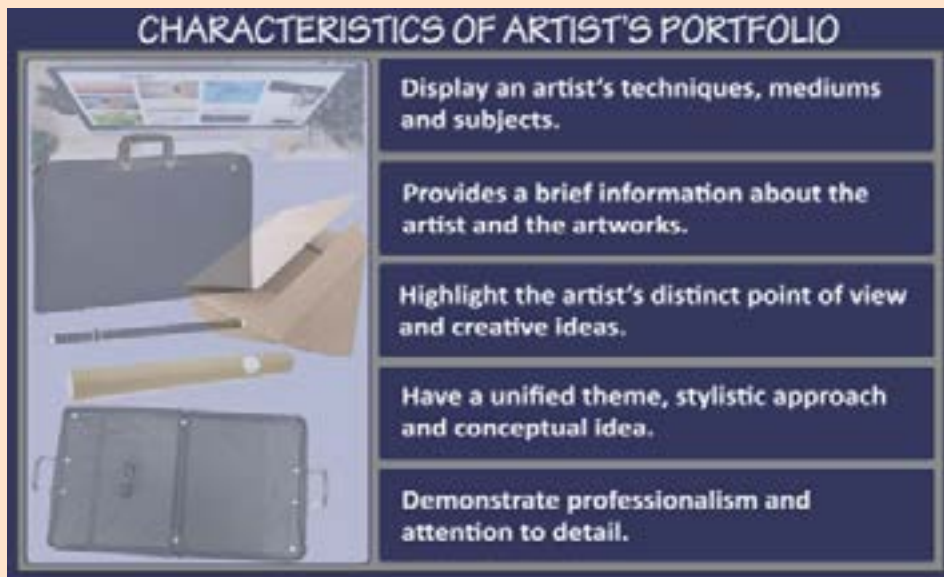 CHARACTERISTICS OF ARTIST'S PORTFOLIO
Display an artist's techniques, mediums
and subjects.
Provides a brief information about the
artist and the artworks.
Highlight the artist's distinct point of view
and creative ideas.
Have a unified theme, stylistic approach
and conceptual idea.
Demonstrate professionalism and
attention to detail.